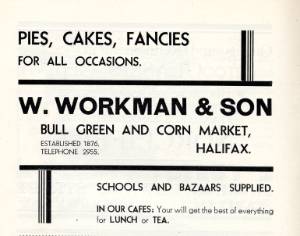 PIES, CAKES, FANCIES
FOR ALL OCCASIONS.
W. WORKMAN & SON
BULL GREEN AND CORN MARKET,
ESTABLISHED 1876,
TELEPHONE 2955.
HALIFAX.
SCHOOLS AND BAZAARS SUPPLIED.
IN OUR CAFES: Your will get the best of everything
for LUNCH or TEA.